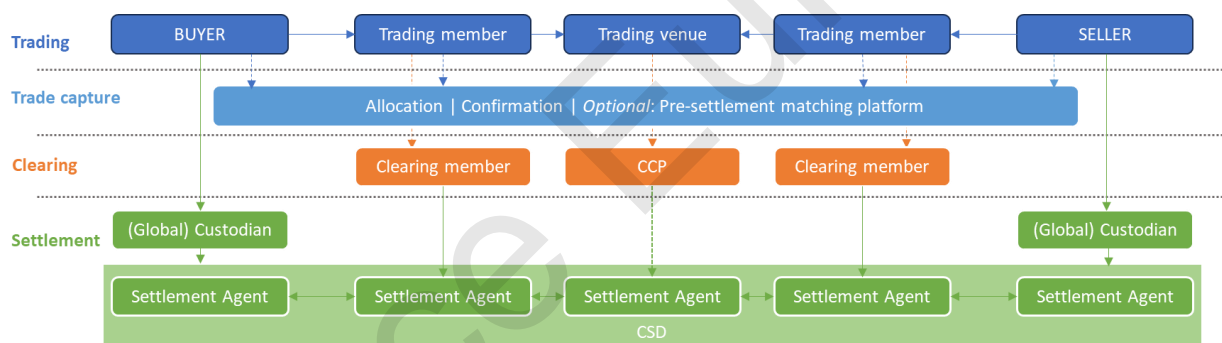 Trading
BUYER
Trading member
Trading venue
Trading member
SELLER
Trade capture
Allocation | Confirmation | Optional: Pre-settlement matching platform
Clearing
Clearing member
CCP
Clearing member
Settlement
(Global) Custodian
(Global) Custodian
Settlement Agent
Settlement Agent
Settlement Agent
Settlement Agent
Settlement Agent
CSD
ce Eu